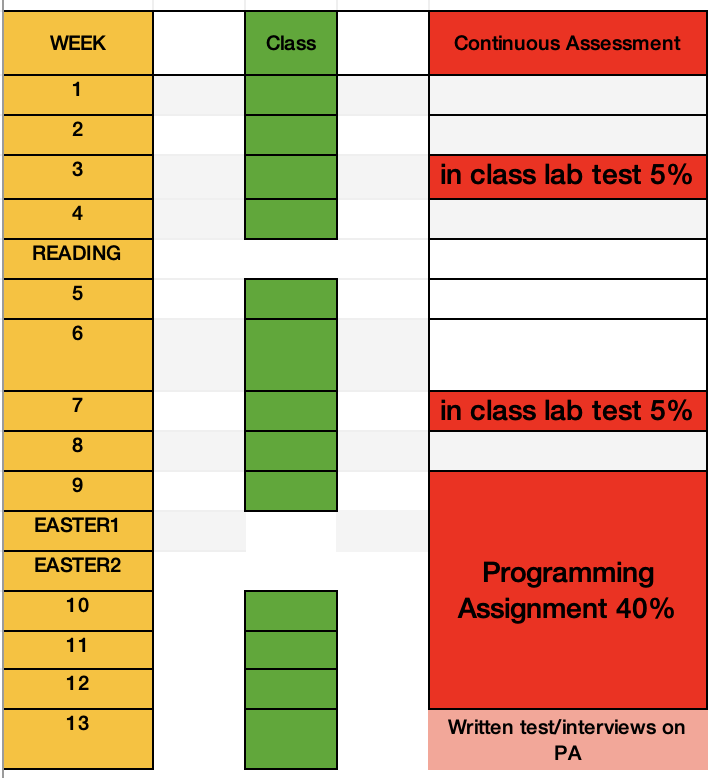 WEEK Class Continuous Assessment
1
2
3 in class lab test 5%
4
READING
5
6
7 in class lab test 5%
8
9
EASTER1
EASTER2
Programming
Assignment 40%
10
11
12
13
Written test/interviews on
PA